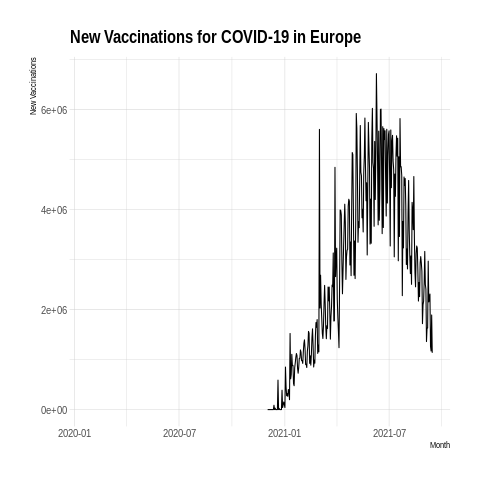 New Vaccinations for COVID-19 in Europe
New Vaccinations
6e+06
4e+06
2e+06
0e+00
2020-01
2020-07
2021-01
2021-07
Month